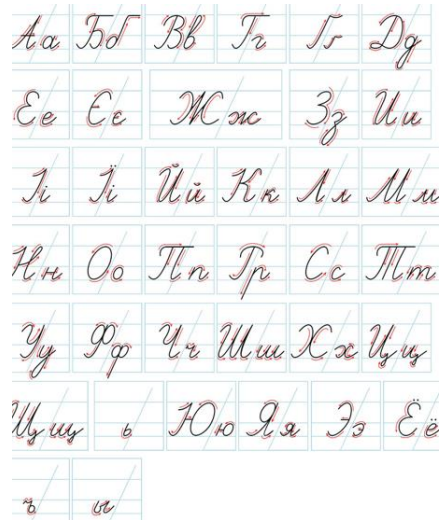 Аа Бб Вв Гг Ґґ Дд
Ее Єє Жж Зз Ии
Іі Її Йй Кк Лл Мм
Нн Оо Пп Рр Сс Тт
Уу Фф Чч Шш Хх Цц
Щщ ь Юю Яя Ээ Ёё
ъ ы